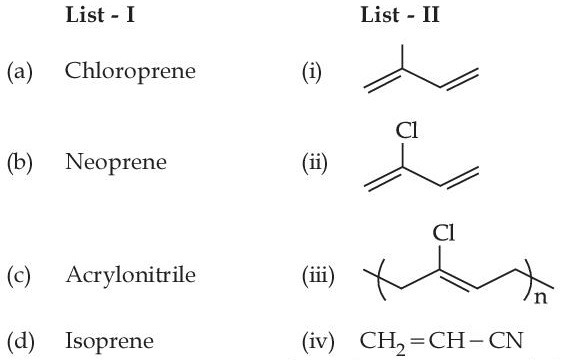 List - I List - II
(a) Chloroprene (i)
(b) Neoprene (ii) Cl
(c) Acrylonitrile (iii) Cl n
(d) Isoprene (iv) CH₂=CH–CN